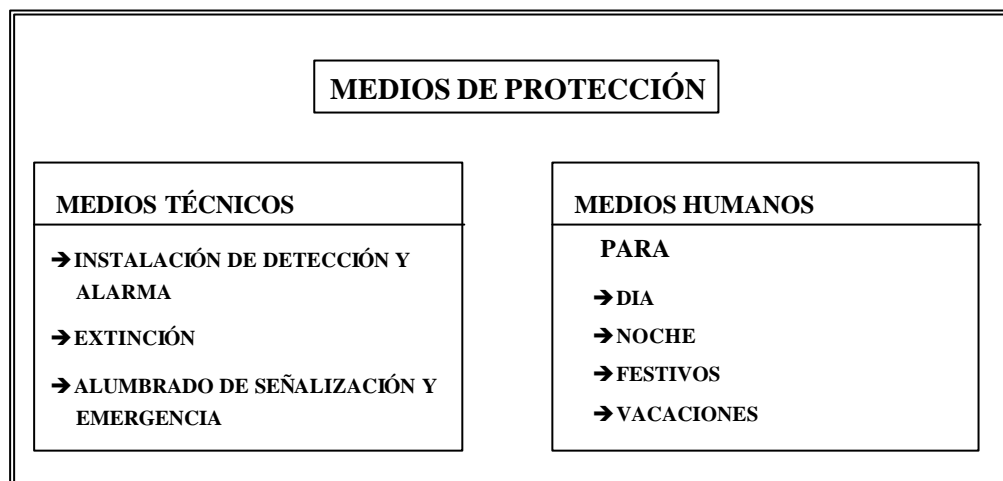 MEDIOS DE PROTECCIÓN
MEDIOS TÉCNICOS
➔ INSTALACIÓN DE DETECCIÓN Y
ALARMA
➔ EXTINCIÓN
➔ ALUMBRADO DE SEÑALIZACIÓN Y
EMERGENCIA
MEDIOS HUMANOS
PARA
➔ DIA
➔ NOCHE
➔ FESTIVOS
➔ VACACIONES